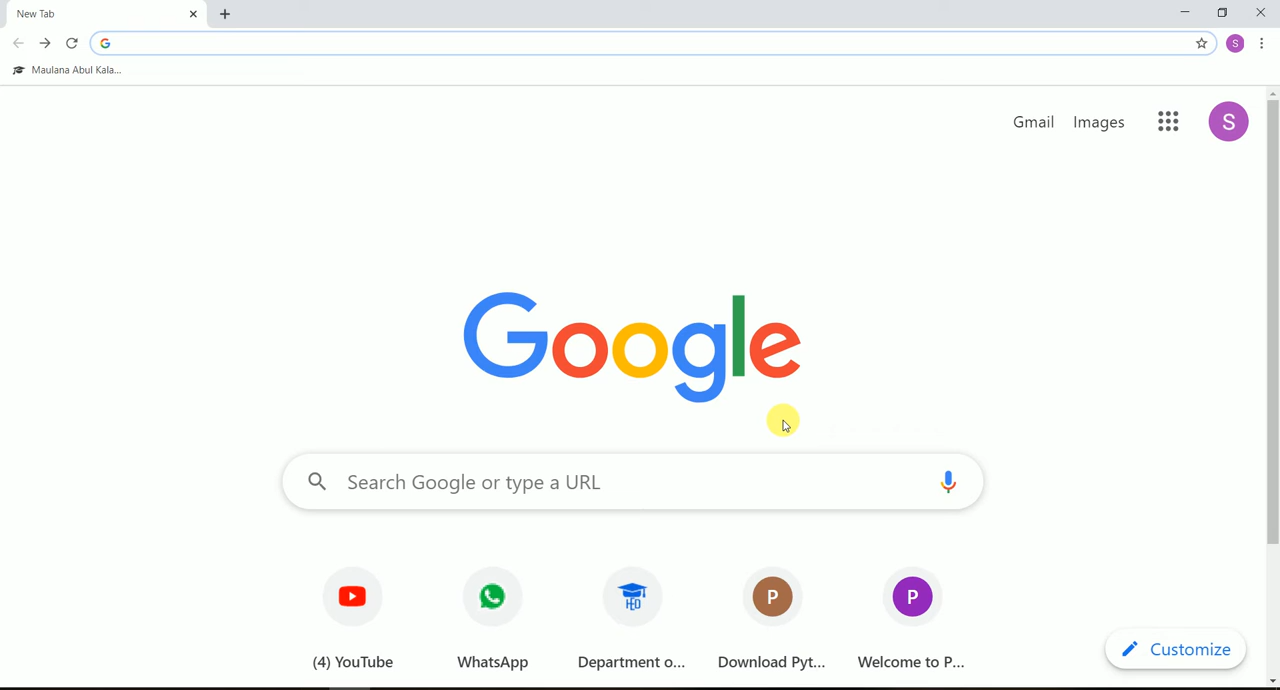 New Tab
Maulana Abul Kala...
Gmail Images
S
S
Google
Search Google or type a URL
HEO
P
P
(4) YouTube
WhatsApp
Department o...
Download Pyt...
Welcome to P...
Customize